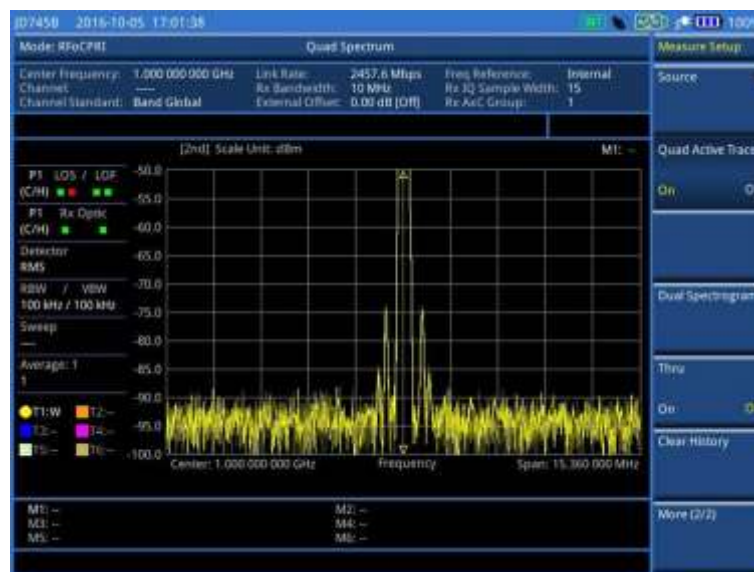 JD745B 2016-10-05 17:01:38
INT 100%
Mode: RFoCPRI Quad Spectrum Measure Setup
Center Frequency: 1.000 000 000 GHz Link Rate: 2457.6 Mbps Freq Reference: Internal
Channel: ---- Rx Bandwidth: 10 MHz Rx IQ Sample Width: 15
Channel Standard: Band Global External Offset: 0.00 dB [Off] Rx AxC Group: 1
Source
[2nd] Scale Unit: dBm M1: --
Quad Active Trace
On O
P1 LOS / LOF
(C/H)
P1 Rx Optic
(C/H)
Detector
RMS
RBW / VBW
100 kHz / 100 kHz
Sweep
---
Average: 1
1
T1:W T2:--
T3:-- T4:--
T5:-- T6:--
-50.0
-55.0
-60.0
-65.0
-70.0
-75.0
-80.0
-85.0
-90.0
-95.0
-100.0
Center: 1.000 000 000 GHz Frequency Span: 15.360 000 MHz
Dual Spectrogram
Thru
On O
Clear History
More (2/2)
M1: -- M2: --
M3: -- M4: --
M5: -- M6: --